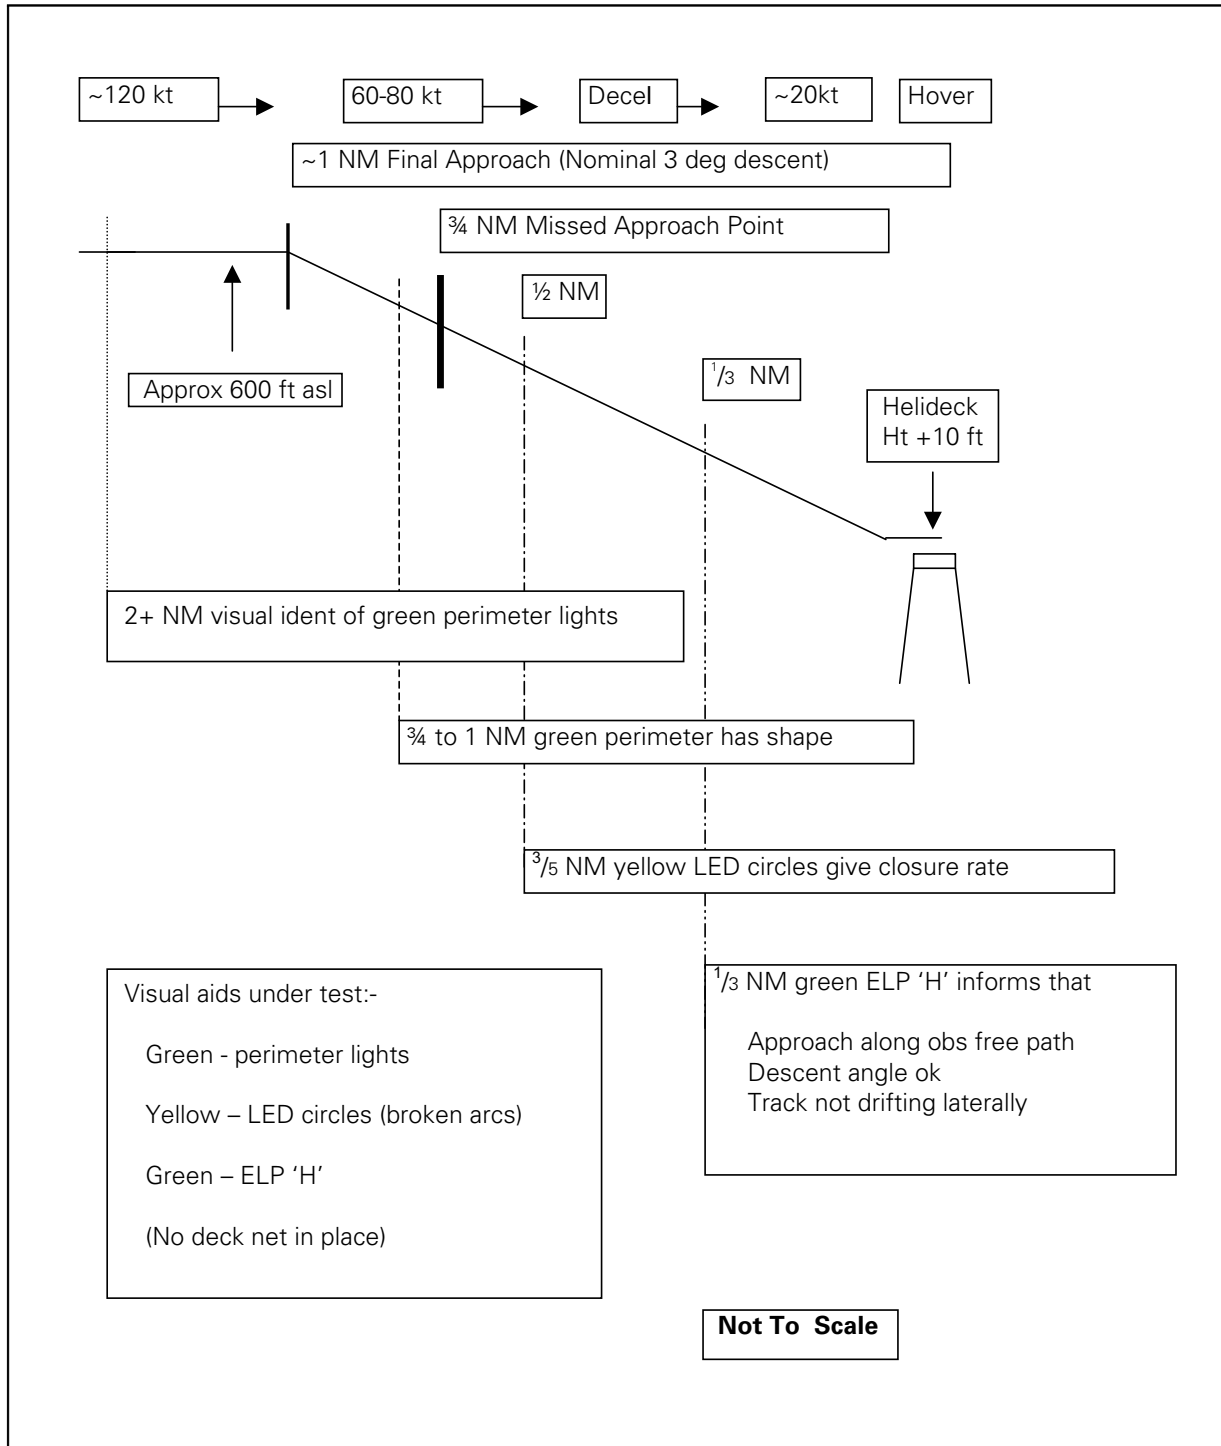 ~120 kt
60-80 kt
Decel
~20kt
Hover
~1 NM Final Approach (Nominal 3 deg descent)
¾ NM Missed Approach Point
½ NM
1/3 NM
Approx 600 ft asl
Helideck
Ht +10 ft
2+ NM visual ident of green perimeter lights
¾ to 1 NM green perimeter has shape
3/5 NM yellow LED circles give closure rate
1/3 NM green ELP ‘H’ informs that
Approach along obs free path
Descent angle ok
Track not drifting laterally
Visual aids under test:-
Green - perimeter lights
Yellow – LED circles (broken arcs)
Green – ELP ‘H’
(No deck net in place)
Not To Scale